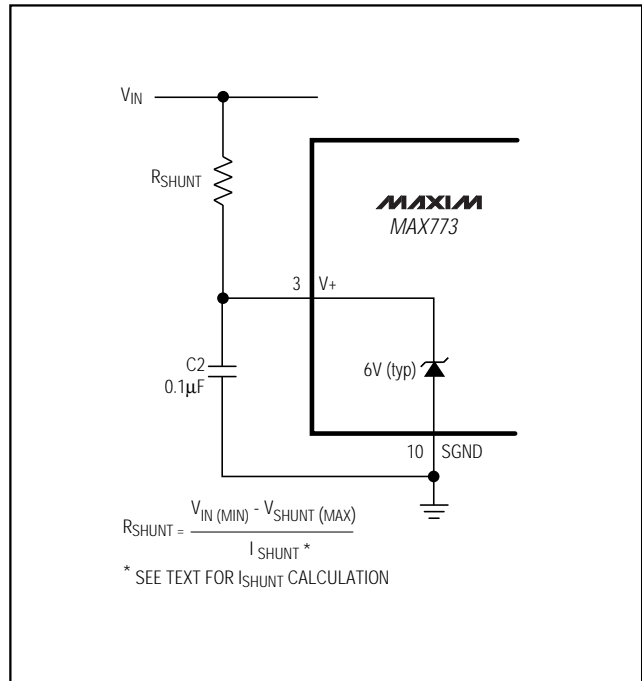 VIN
RSHUNT
MAXIM
MAX773
3 V+
C2
0.1μF
6V (typ)
10 SGND
RSHUNT = VIN (MIN) - VSHUNT (MAX)
I SHUNT *
* SEE TEXT FOR ISHUNT CALCULATION